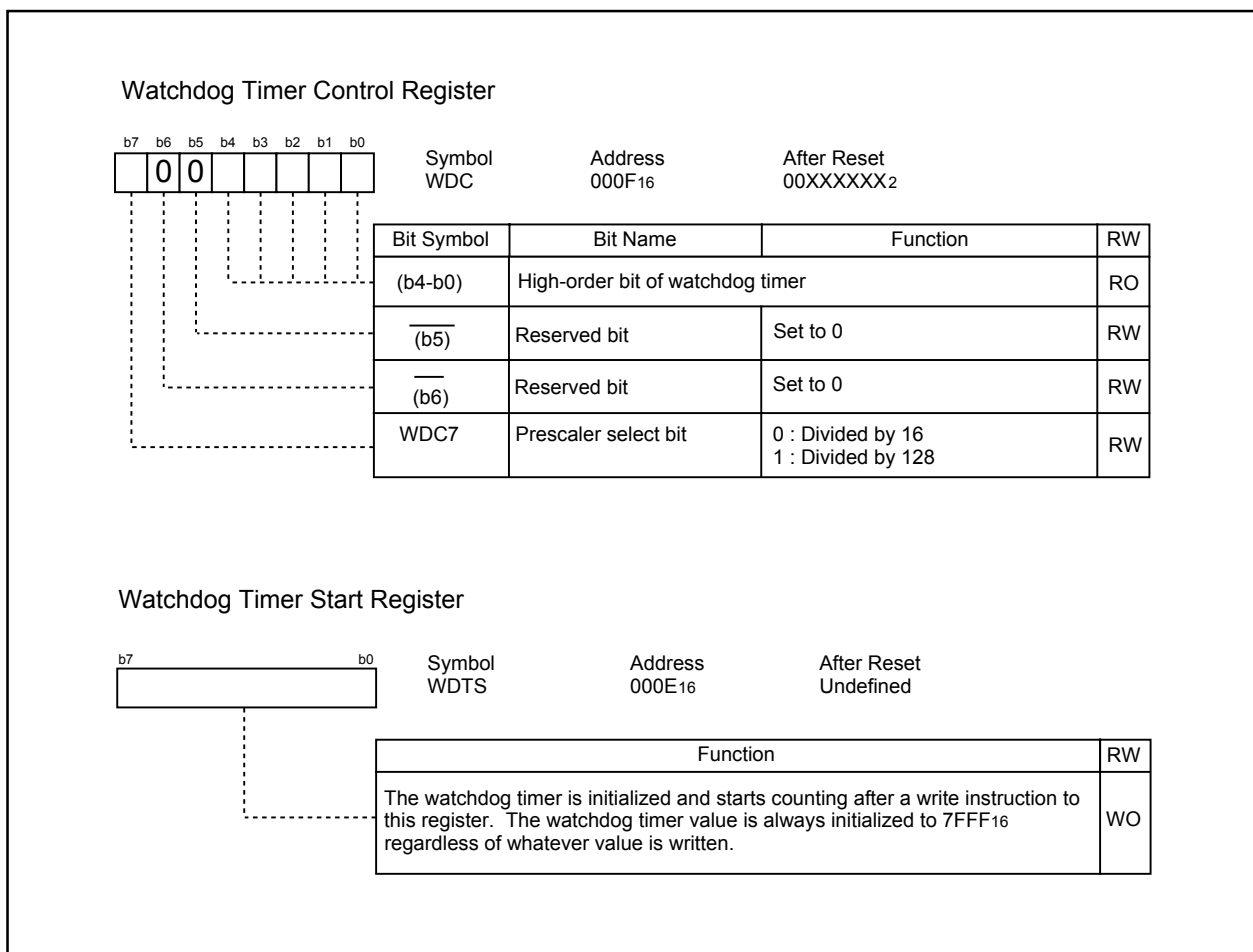 Watchdog Timer Control Register
b7 b6 b5 b4 b3 b2 b1 b0
0 0
Symbol Address After Reset
WDC 000F16 00XXXXXX2
Bit Symbol Bit Name Function RW
(b4-b0) High-order bit of watchdog timer RO
(b5) Reserved bit Set to 0 RW
(b6) Reserved bit Set to 0 RW
WDC7 Prescaler select bit 0 : Divided by 16
1 : Divided by 128 RW
Watchdog Timer Start Register
b7 b0
Symbol Address After Reset
WDTS 000E16 Undefined
Function RW
The watchdog timer is initialized and starts counting after a write instruction to
this register. The watchdog timer value is always initialized to 7FFF16
regardless of whatever value is written.
WO